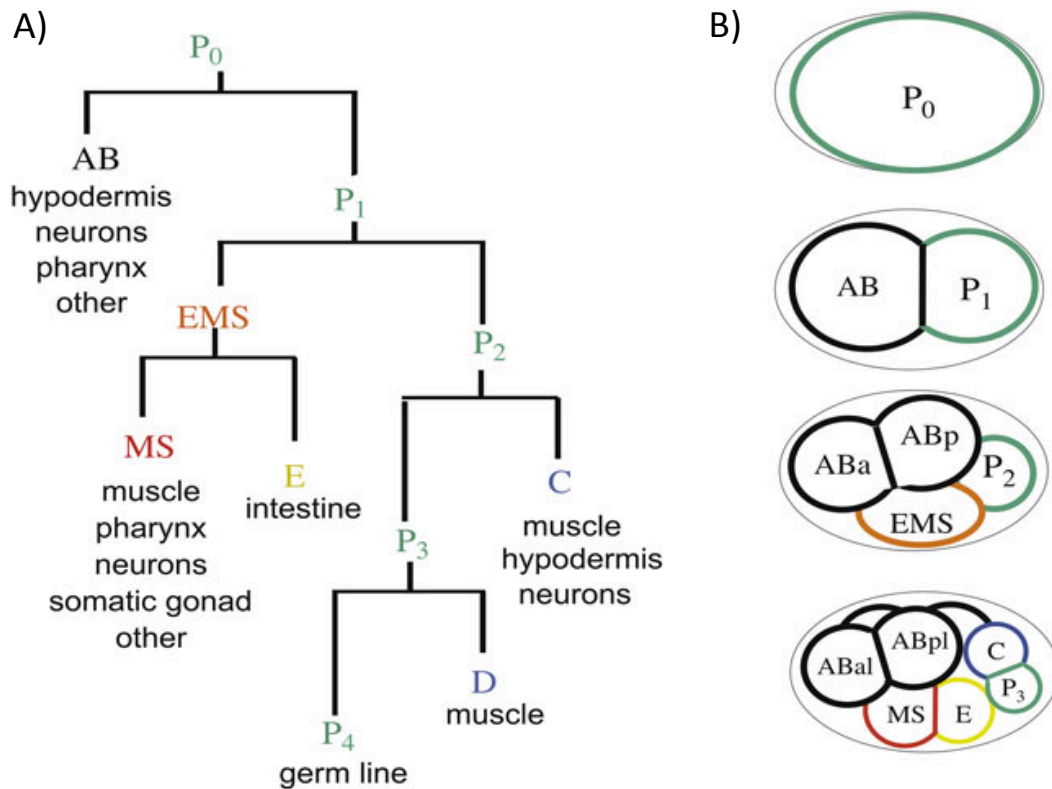 A)
P0
AB
hypodermis
neurons
pharynx
other
P1
EMS
P2
MS
muscle
pharynx
neurons
somatic gonad
other
E
intestine
C
muscle
hypodermis
neurons
P3
D
muscle
P4
germ line
B)
P0
AB P1
ABa ABp P2
EMS
ABal ABpl C
P3
MS E